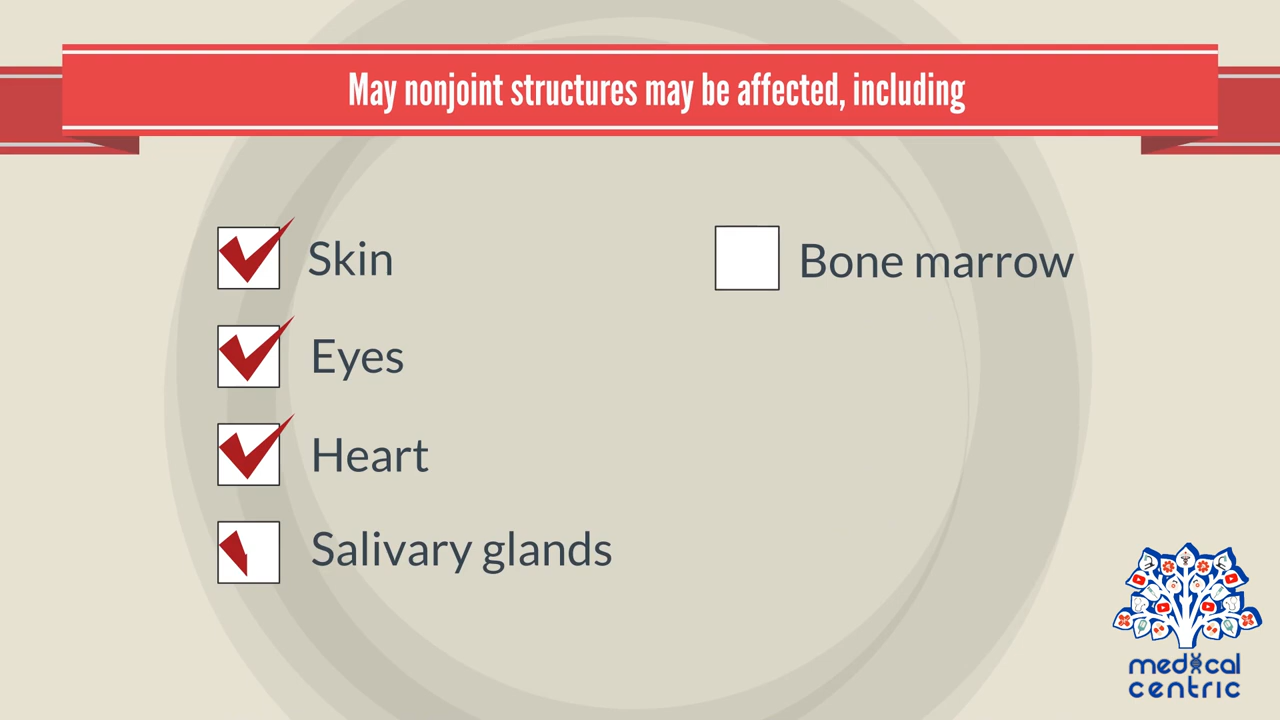 May nonjoint structures may be affected, including
Skin
Eyes
Heart
Salivary glands
Bone marrow
medical
centric